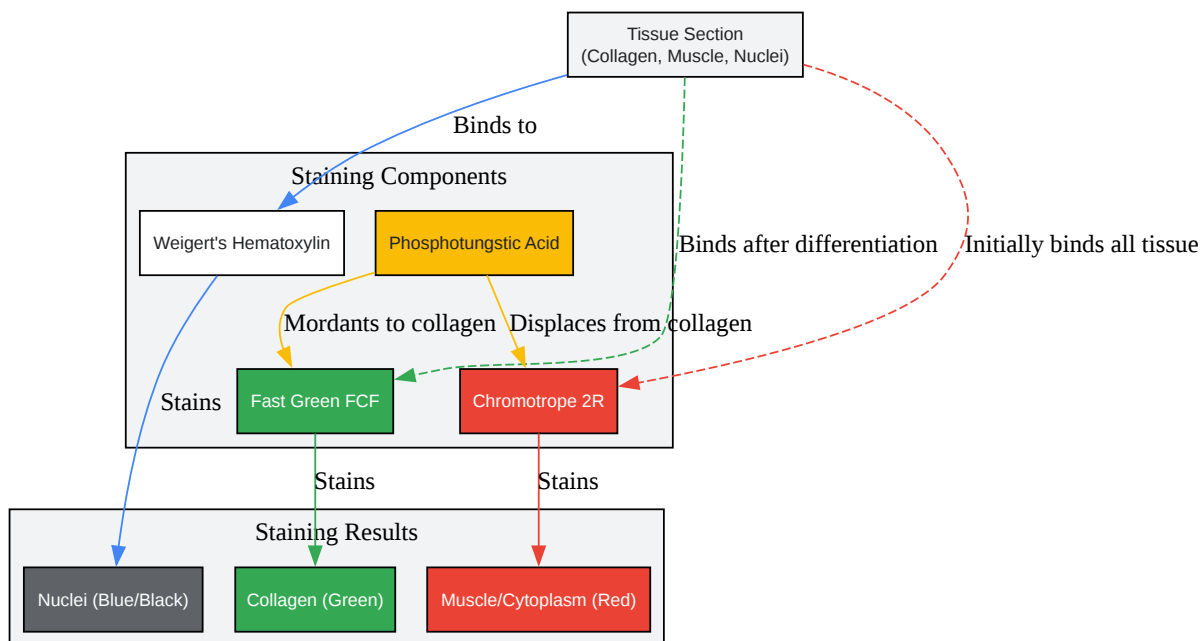 Tissue Section
(Collagen, Muscle, Nuclei)
Binds to
Staining Components
Weigert's Hematoxylin
Phosphotungstic Acid
Binds after differentiation
Initially binds all tissue
Mordants to collagen
Displaces from collagen
Fast Green FCF
Chromotrope 2R
Stains
Stains
Stains
Staining Results
Nuclei (Blue/Black)
Collagen (Green)
Muscle/Cytoplasm (Red)